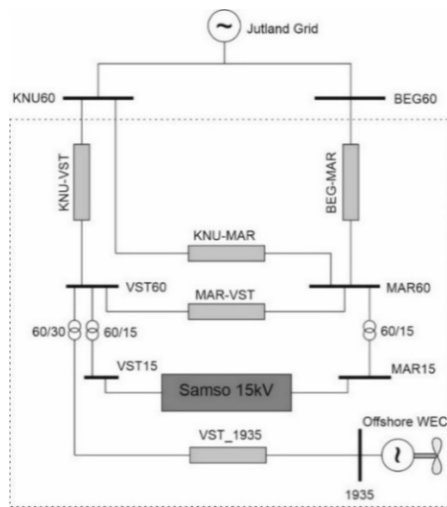 Jutland Grid
KNU60
BEG60
KNU-VST
BEG-MAR
KNU-MAR
VST60
MAR60
MAR-VST
60/30
60/15
60/15
VST15
MAR15
Samso 15kV
Offshore WEC
VST_1935
1935